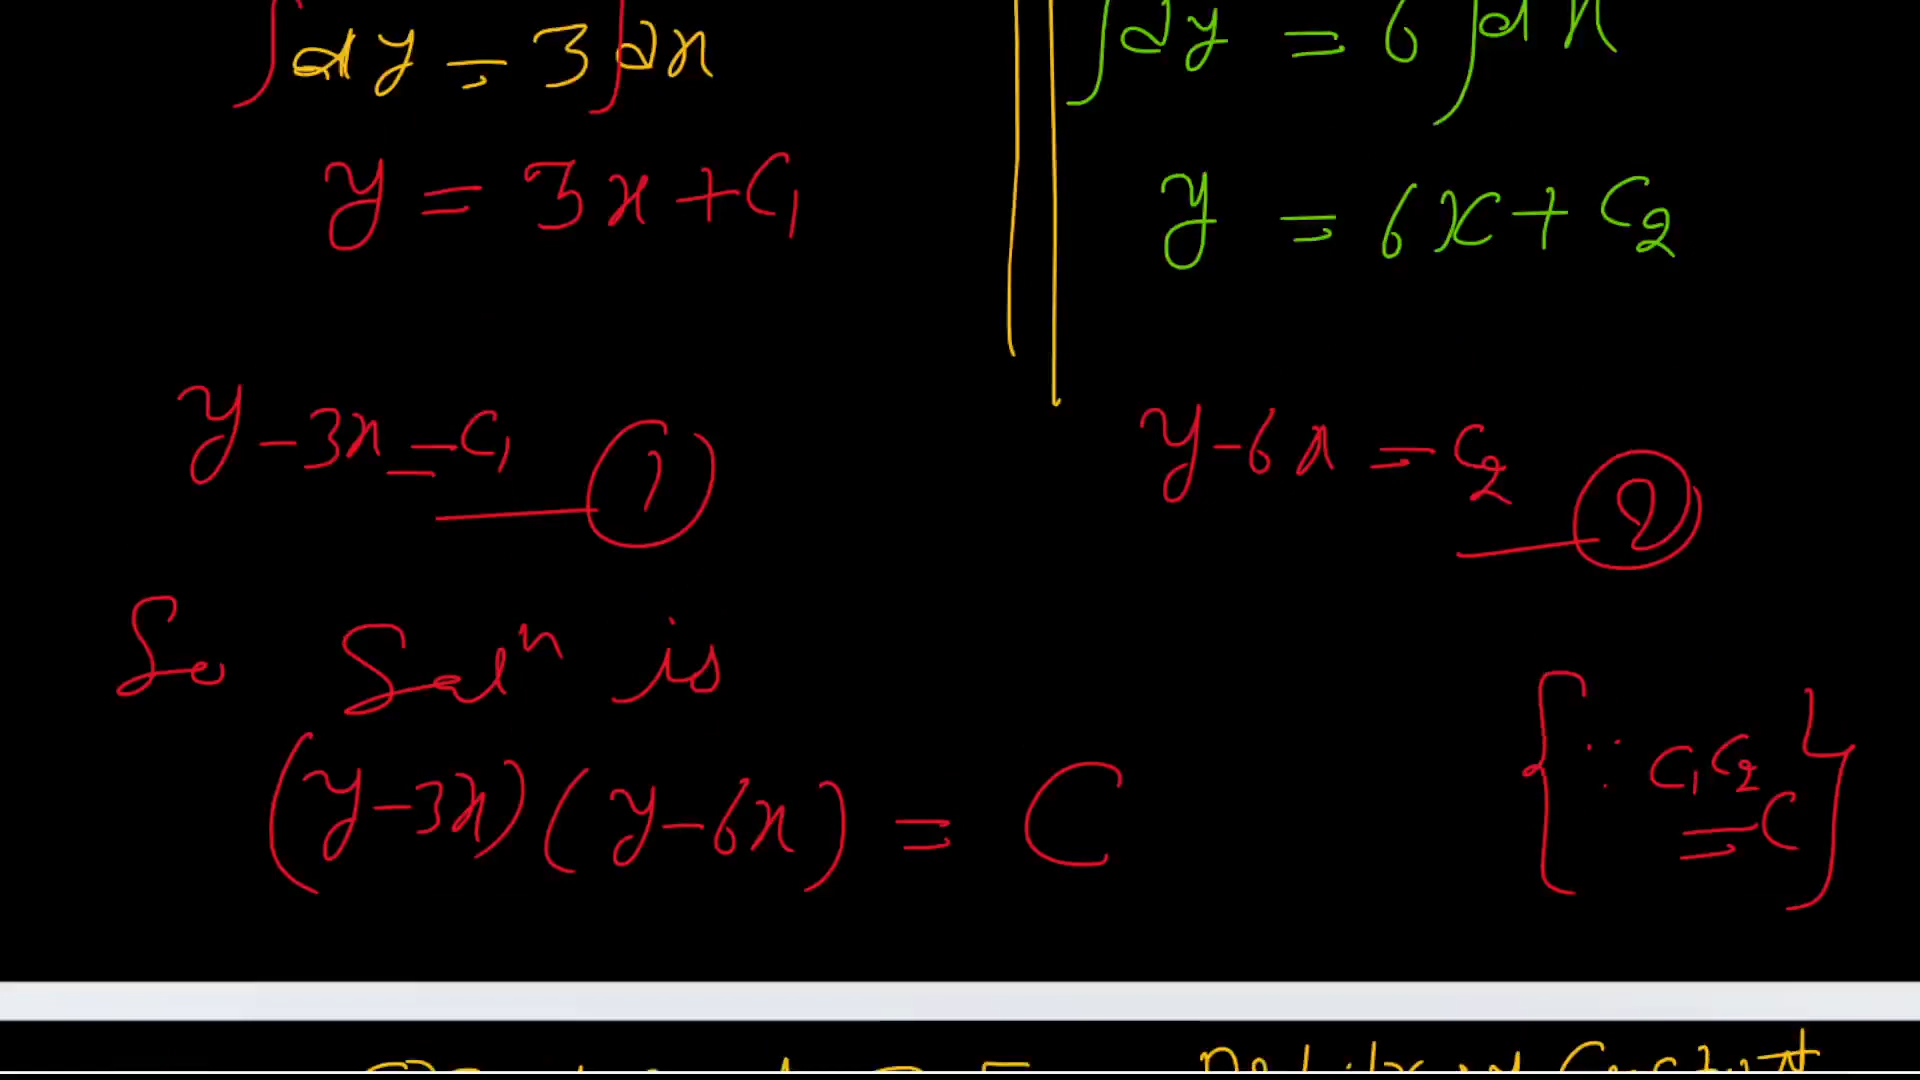 ∫dy = 3∫dx
y = 3x + C₁
y - 3x = C₁ ①
∫dy = 6∫dx
y = 6x + C₂
y - 6x = C₂ ②
So Solⁿ is
(y - 3x)(y - 6x) = C
{∵ C₁C₂ = C}